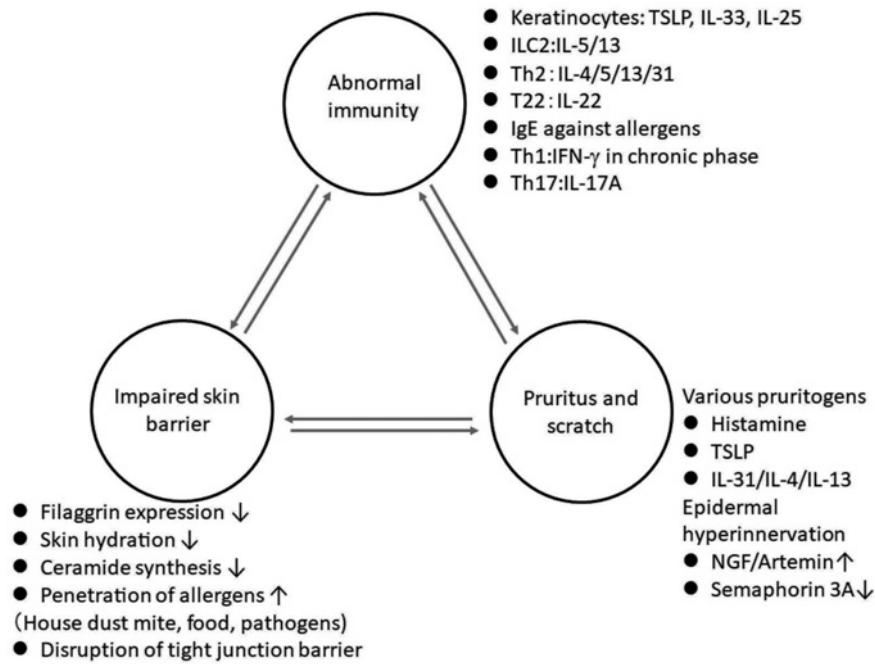 Abnormal
immunity
● Keratinocytes: TSLP, IL-33, IL-25
● ILC2:IL-5/13
● Th2 : IL-4/5/13/31
● T22 : IL-22
● IgE against allergens
● Th1:IFN-γ in chronic phase
● Th17:IL-17A
Impaired skin
barrier
● Filaggrin expression ↓
● Skin hydration ↓
● Ceramide synthesis ↓
● Penetration of allergens ↑
(House dust mite, food, pathogens)
● Disruption of tight junction barrier
Pruritus and
scratch
Various pruritogens
● Histamine
● TSLP
● IL-31/IL-4/IL-13
Epidermal
hyperinnervation
● NGF/Artemin↑
● Semaphorin 3A↓